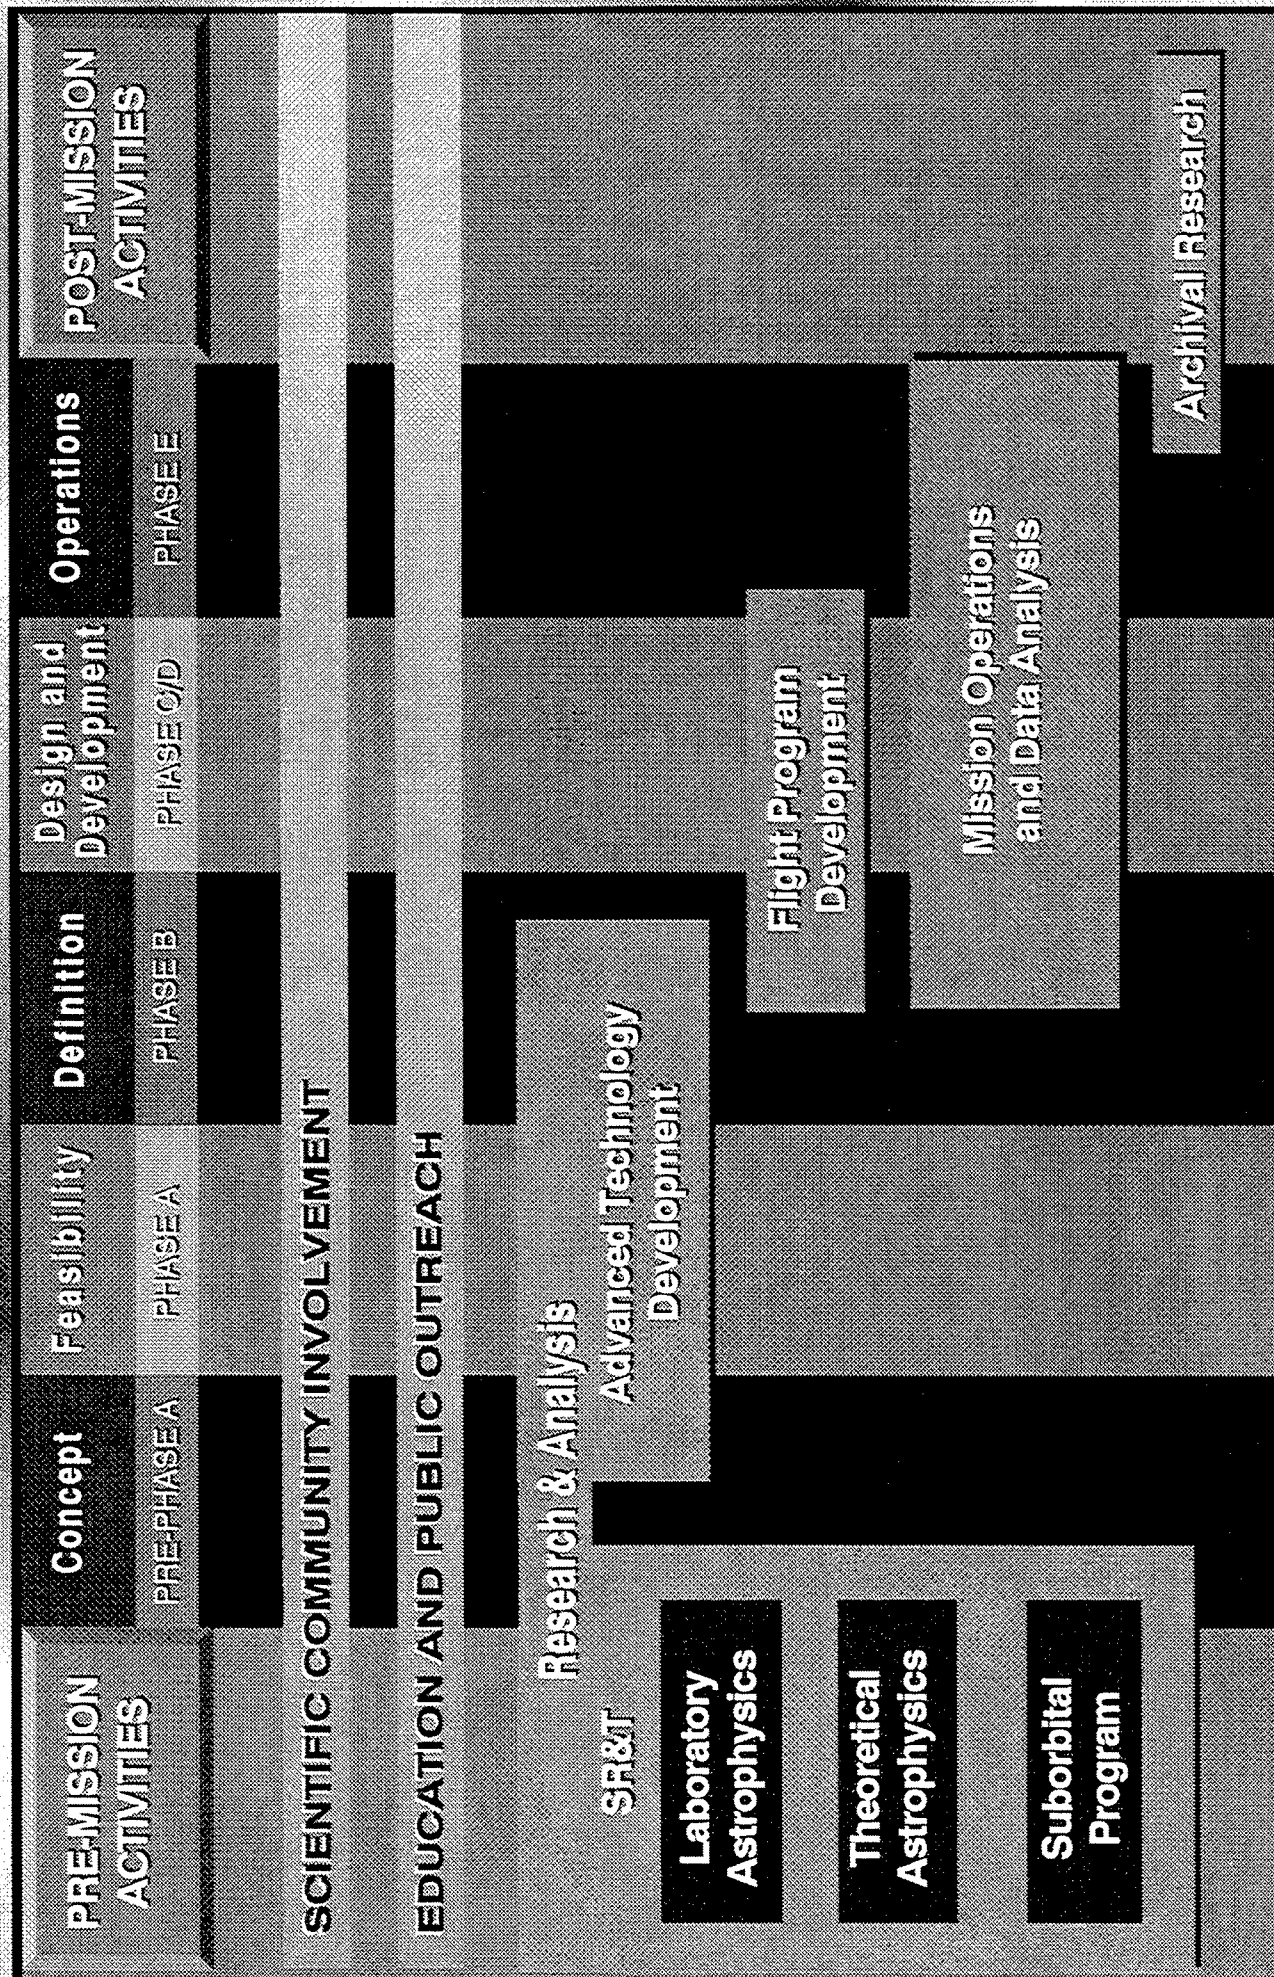 PRE-MISSION
ACTIVITIES
Concept
PRE-PHASE A
Feasibility
PHASE A
Definition
PHASE B
Design and
Development
PHASE C/D
Operations
PHASE E
POST-MISSION
ACTIVITIES
SCIENTIFIC COMMUNITY INVOLVEMENT
EDUCATION AND PUBLIC OUTREACH
Research & Analysis
SR&T
Laboratory
Astrophysics
Theoretical
Astrophysics
Suborbital
Program
Advanced Technology
Development
Flight Program
Development
Mission Operations
and Data Analysis
Archival Research